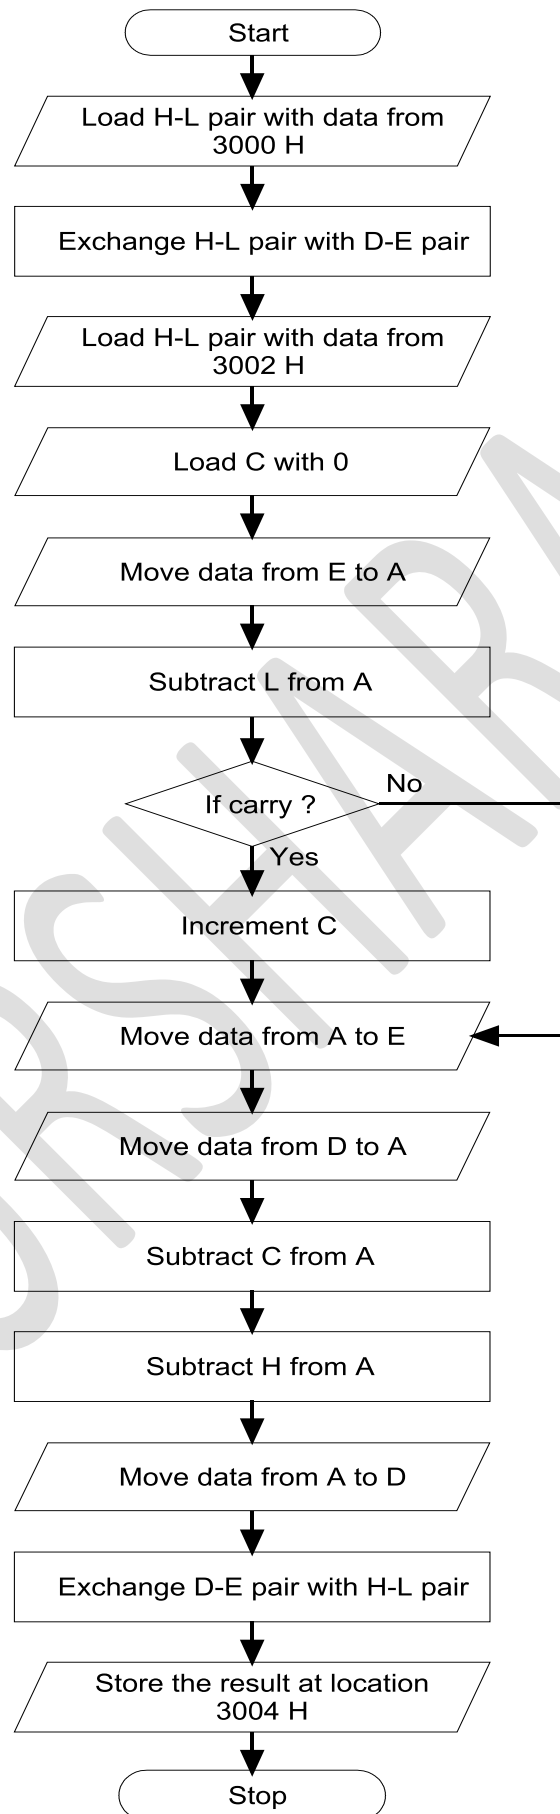 Start
Load H-L pair with data from
3000 H
Exchange H-L pair with D-E pair
Load H-L pair with data from
3002 H
Load C with 0
Move data from E to A
Subtract L from A
If carry ?
No
Yes
Increment C
Move data from A to E
Move data from D to A
Subtract C from A
Subtract H from A
Move data from A to D
Exchange D-E pair with H-L pair
Store the result at location
3004 H
Stop